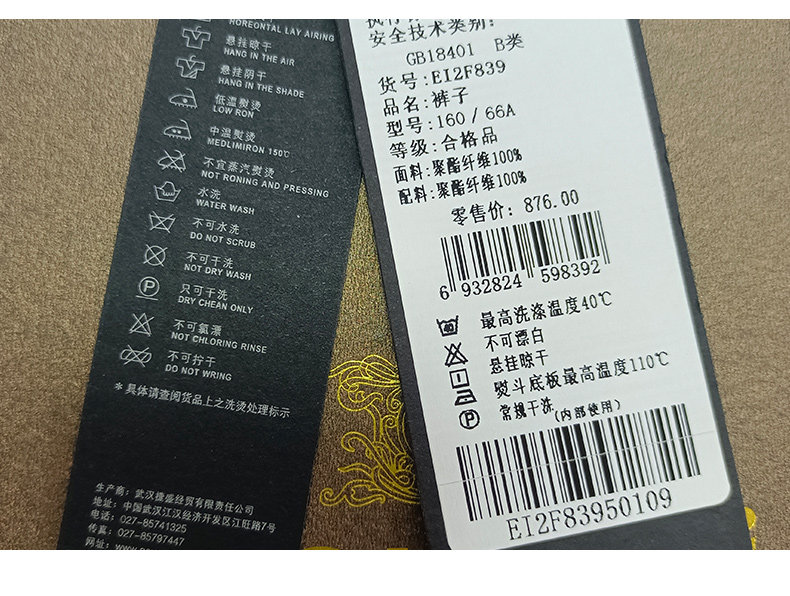 HOREONTAL LAY AIRING
悬挂晾干
HANG IN THE AIR
悬挂阴干
HANG IN THE SHADE
低温熨烫
LOW RON
中温熨烫
MEDLIMIRON 150℃
不宜蒸汽熨烫
NOT RONING AND PRESSING
水洗
WATER WASH
不可水洗
DO NOT SCRUB
不可干洗
NOT DRY WASH
只可干洗
DRY CHEAN ONLY
不可氯漂
NOT CHLORING RINSE
不可拧干
DO NOT WRING
*具体请查阅货品上之洗烫处理标示
生产商：武汉捷盛经贸有限责任公司
地址：中国武汉江汉经济开发区江旺路7号
电话：027-85741325
传真：027-85797447
网址：
安全技术类别：
GB18401 B类
货号：EI2F839
品名：裤子
型号：160/66A
等级：合格品
面料：聚酯纤维100%
配料：聚酯纤维100%
零售价：876.00
6 932824 598392
最高洗涤温度40℃
不可漂白
悬挂晾干
熨斗底板最高温度110℃
常规干洗(内部使用)
EI2F83950109